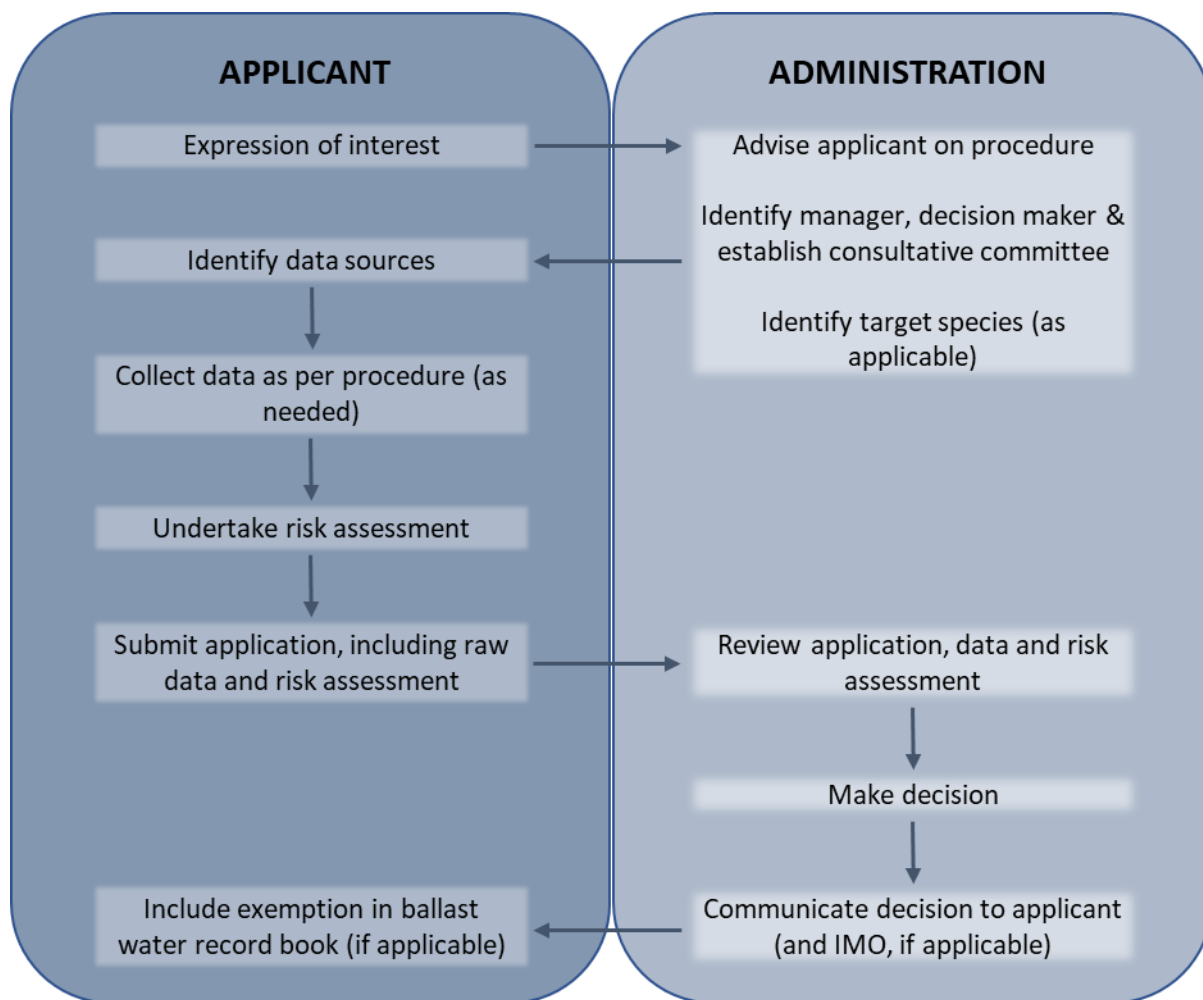 APPLICANT
ADMINISTRATION
Expression of interest
Advise applicant on procedure
Identify manager, decision maker &
establish consultative committee
Identify target species (as
applicable)
Identify data sources
Collect data as per procedure (as
needed)
Undertake risk assessment
Submit application, including raw
data and risk assessment
Review application, data and risk
assessment
Make decision
Communicate decision to applicant
(and IMO, if applicable)
Include exemption in ballast
water record book (if applicable)